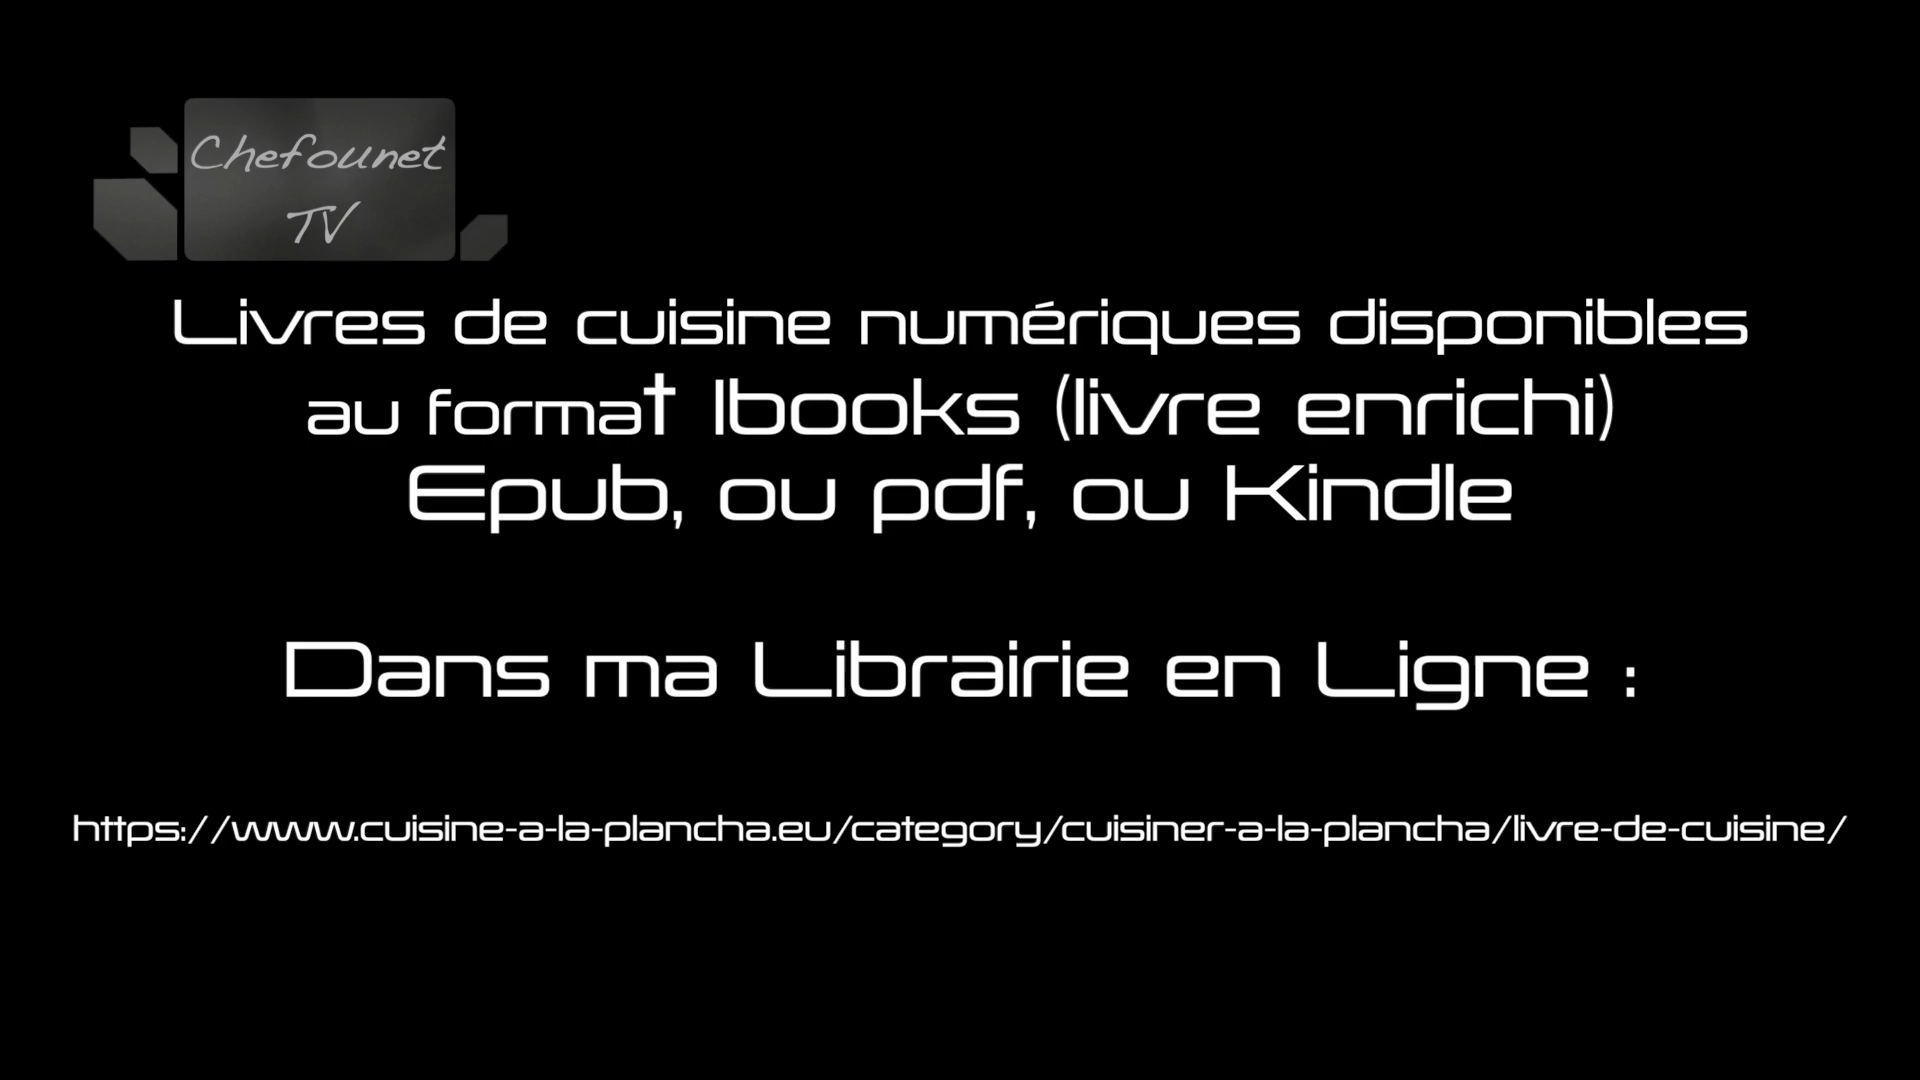 Chefounet
TV
Livres de cuisine numériques disponibles
au format Ibooks (livre enrichi)
Epub, ou pdf, ou Kindle
Dans ma Librairie en Ligne :
https://www.cuisine-a-la-plancha.eu/category/cuisiner-a-la-plancha/livre-de-cuisine/